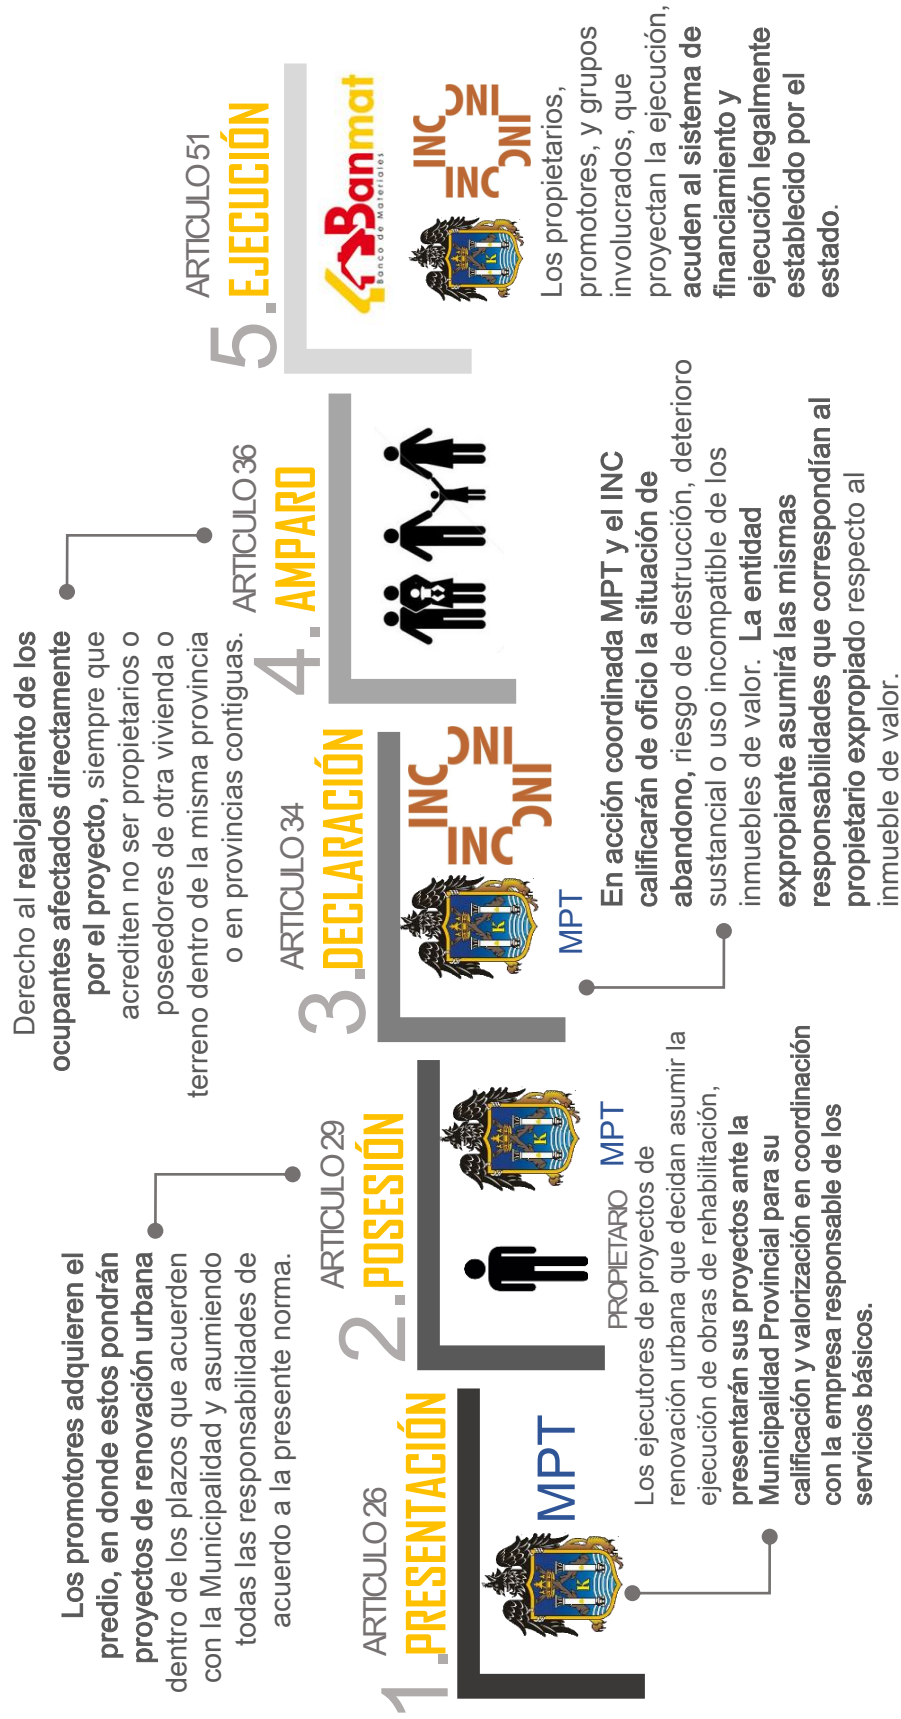 Los promotores adquieren el
predio, en donde estos pondrán
proyectos de renovación urbana
dentro de los plazos que acuerden
con la Municipalidad y asumiendo
todas las responsabilidades de
acuerdo a la presente norma.
Derecho al realojamiento de los
ocupantes afectados directamente
por el proyecto, siempre que
acrediten no ser propietarios o
poseedores de otra vivienda o
terreno dentro de la misma provincia
o en provincias contiguas.
ARTICULO 26
1.PRESENTACIÓN
MPT
K
Los ejecutores de proyectos de
renovación urbana que decidan asumir la
ejecución de obras de rehabilitación,
presentarán sus proyectos ante la
Municipalidad Provincial para su
calificación y valorización en coordinación
con la empresa responsable de los
servicios básicos.
ARTICULO 29
2.POSESIÓN
K
PROPIETARIO
MPT
ARTICULO 34
3.DECLARACIÓN
K
MPT
INC
INC
INC
INC
En acción coordinada MPT y el INC
calificarán de oficio la situación de
abandono, riesgo de destrucción, deterioro
sustancial o uso incompatible de los
inmuebles de valor. La entidad
expropiante asumirá las mismas
responsabilidades que correspondían al
propietario expropiado respecto al
inmueble de valor.
ARTICULO 36
4. AMPARO
ARTICULO 51
5.EJECUCIÓN
Banmat
Banco de Materiales
K
INC
INC
INC
INC
Los propietarios,
promotores, y grupos
involucrados, que
proyectan la ejecución,
acuden al sistema de
financiamiento y
ejecución legalmente
establecido por el
estado.